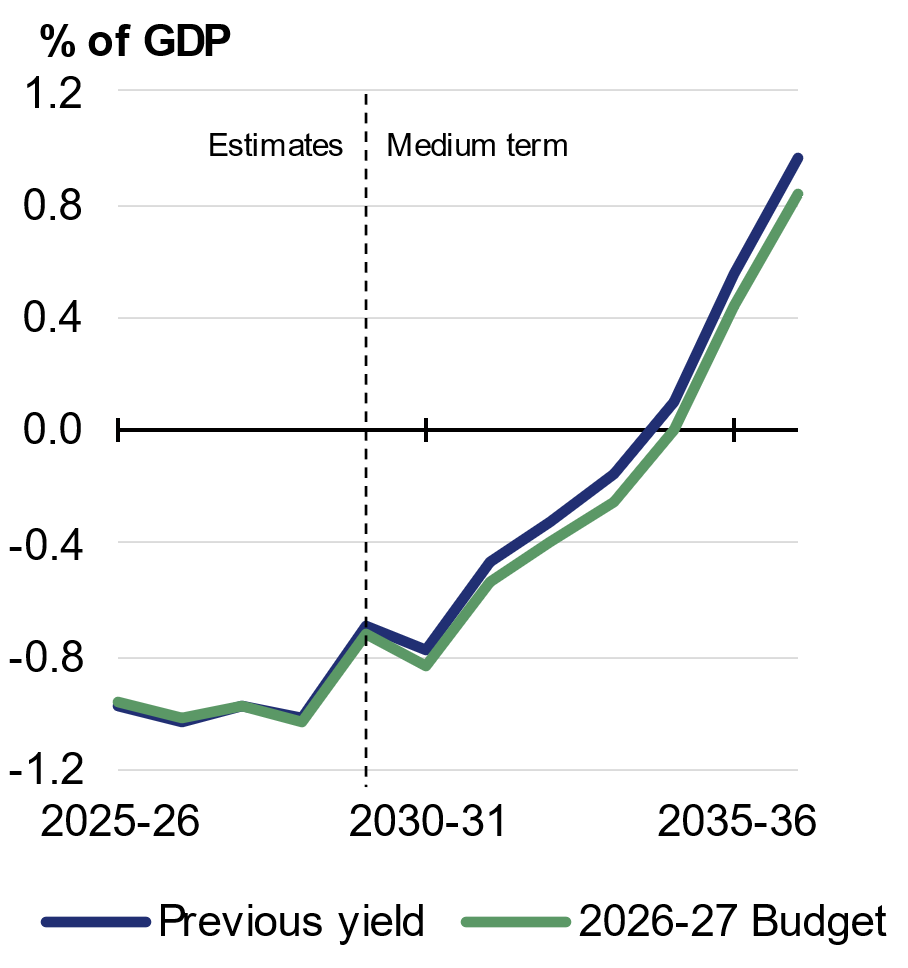 % of GDP
1.2
Estimates
Medium term
0.8
0.4
0.0
-0.4
-0.8
-1.2
2025-26 2030-31 2035-36
Previous yield 2026-27 Budget